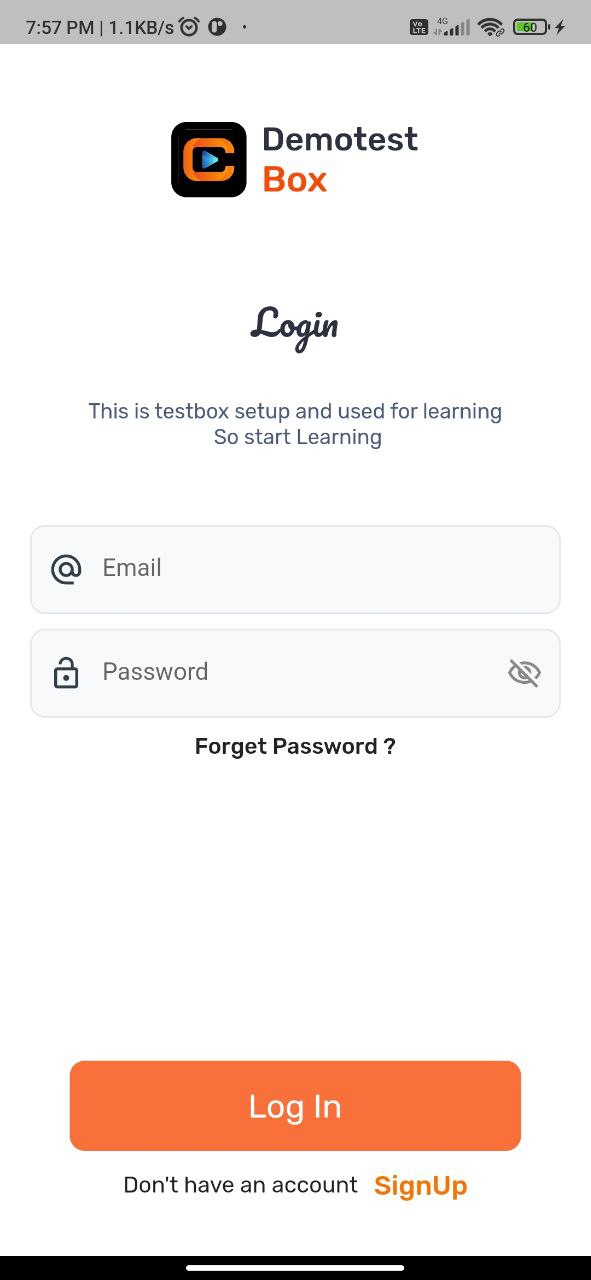 7:57 PM | 1.1KB/s
Vo LTE 4G 60
Demotest
Box
Login
This is testbox setup and used for learning
So start Learning
Email
Password
Forget Password ?
Log In
Don't have an account SignUp